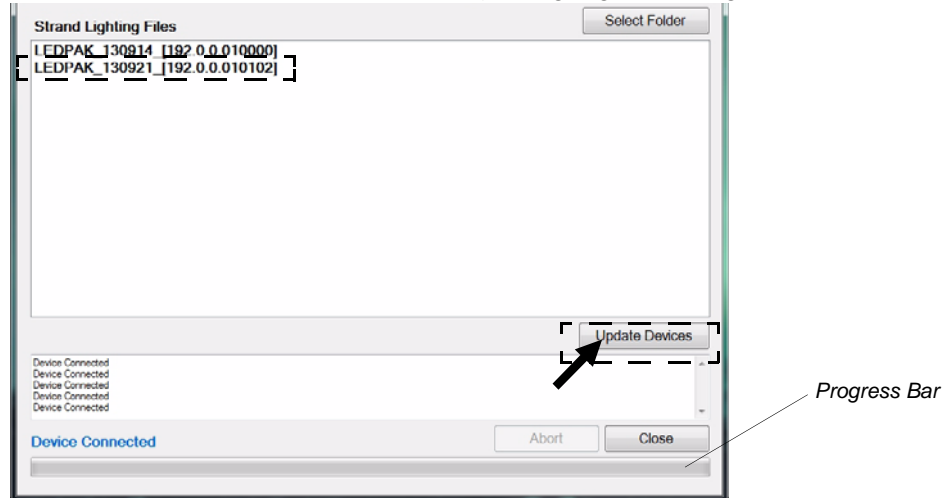 Strand Lighting Files
Select Folder
LEDPAK_130914_[192.0.0.010000]
LEDPAK_130921_[192.0.0.010102]
Update Devices
Device Connected
Device Connected
Device Connected
Device Connected
Device Connected
Progress Bar
Device Connected
Abort
Close